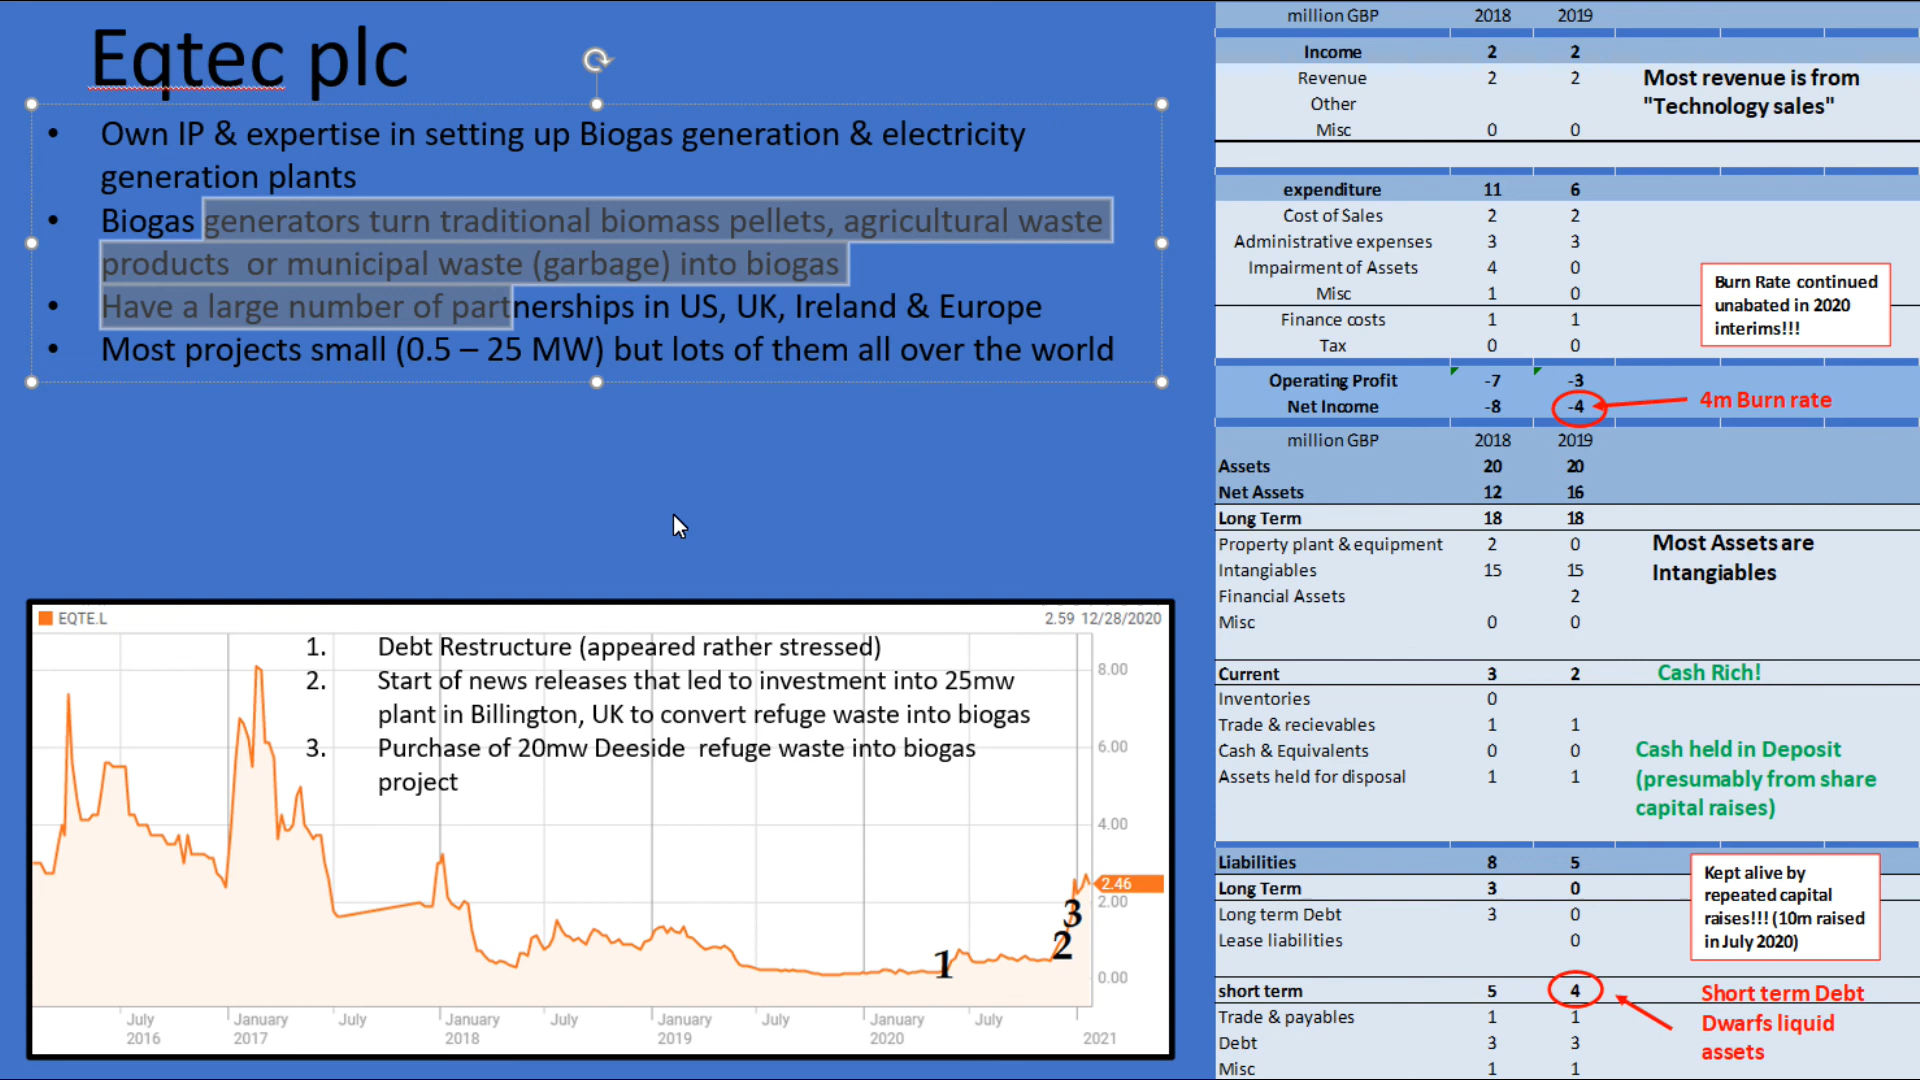 Eqtec plc
• Own IP & expertise in setting up Biogas generation & electricity
generation plants
• Biogas generators turn traditional biomass pellets, agricultural waste
products or municipal waste (garbage) into biogas
• Have a large number of partnerships in US, UK, Ireland & Europe
• Most projects small (0.5 – 25 MW) but lots of them all over the world
EQTE.L
2.59 12/28/2020
1. Debt Restructure (appeared rather stressed)
2. Start of news releases that led to investment into 25mw
plant in Billington, UK to convert refuge waste into biogas
3. Purchase of 20mw Deeside refuge waste into biogas
project
8.00
6.00
4.00
2.46
2.00
0.00
1
2
3
July 2016
January 2017
July
January 2018
July
January 2019
July
January 2020
July
2021
million GBP 2018 2019
Income 2 2
Revenue 2 2
Other
Misc 0 0
Most revenue is from
"Technology sales"
expenditure 11 6
Cost of Sales 2 2
Administrative expenses 3 3
Impairment of Assets 4 0
Misc 1 0
Finance costs 1 1
Tax 0 0
Burn Rate continued
unabated in 2020
interims!!!
Operating Profit -7 -3
Net Income -8 -4
4m Burn rate
million GBP 2018 2019
Assets 20 20
Net Assets 12 16
Long Term 18 18
Property plant & equipment 2 0
Intangibles 15 15
Financial Assets 2
Misc 0 0
Most Assets are
Intangiables
Current 3 2
Cash Rich!
Inventories 0
Trade & recievables 1 1
Cash & Equivalents 0 0
Assets held for disposal 1 1
Cash held in Deposit
(presumably from share
capital raises)
Liabilities 8 5
Long Term 3 0
Long term Debt 3 0
Lease liabilities 0
Kept alive by
repeated capital
raises!!! (10m raised
in July 2020)
short term 5 4
Trade & payables 1 1
Debt 3 3
Misc 1 1
Short term Debt
Dwarfs liquid
assets